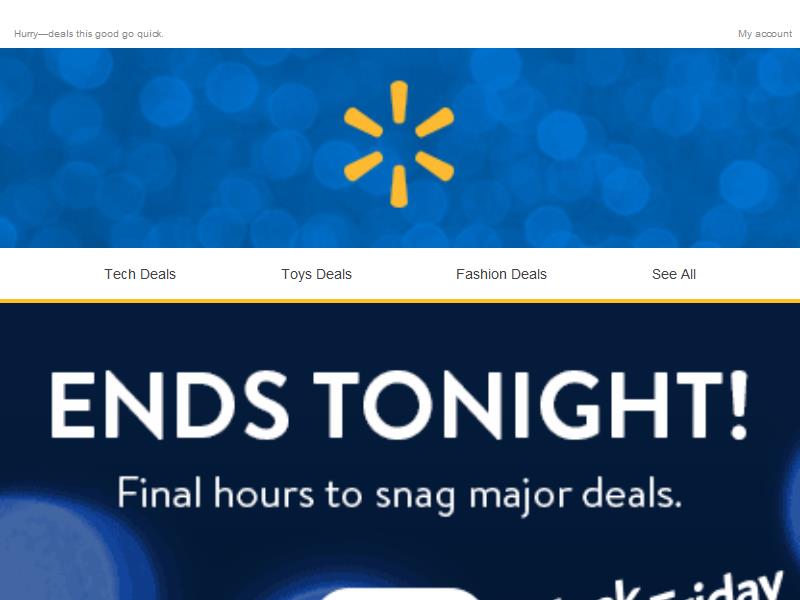 Hurry—deals this good go quick.
My account
Tech Deals
Toys Deals
Fashion Deals
See All
ENDS TONIGHT!
Final hours to snag major deals.
Friday